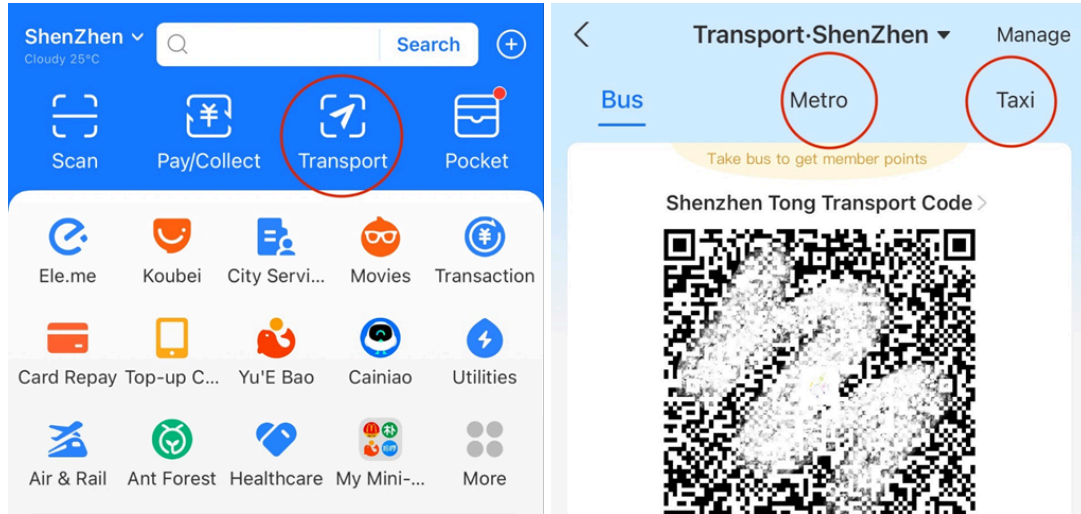 ShenZhen
Cloudy 25°C
Search
Scan Pay/Collect Transport Pocket
Ele.me Koubei City Servi... Movies Transaction
Card Repay Top-up C... Yu'E Bao Cainiao Utilities
Air & Rail Ant Forest Healthcare My Mini-... More
Transport·ShenZhen Manage
Bus Metro Taxi
Take bus to get member points
Shenzhen Tong Transport Code